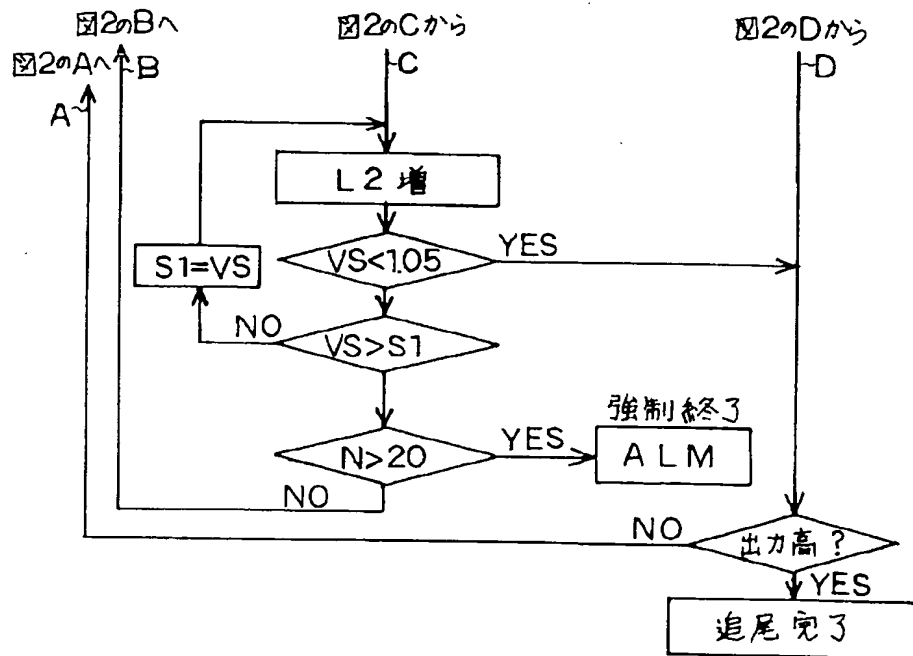 図2のBへ
図2のCから
図2のDから
図2のAへ
B
C
D
A
L2増
VS<1.05
YES
S1=VS
NO
VS>S1
強制終了
N>20
YES
ALM
NO
NO
出力高?
YES
追尾完了